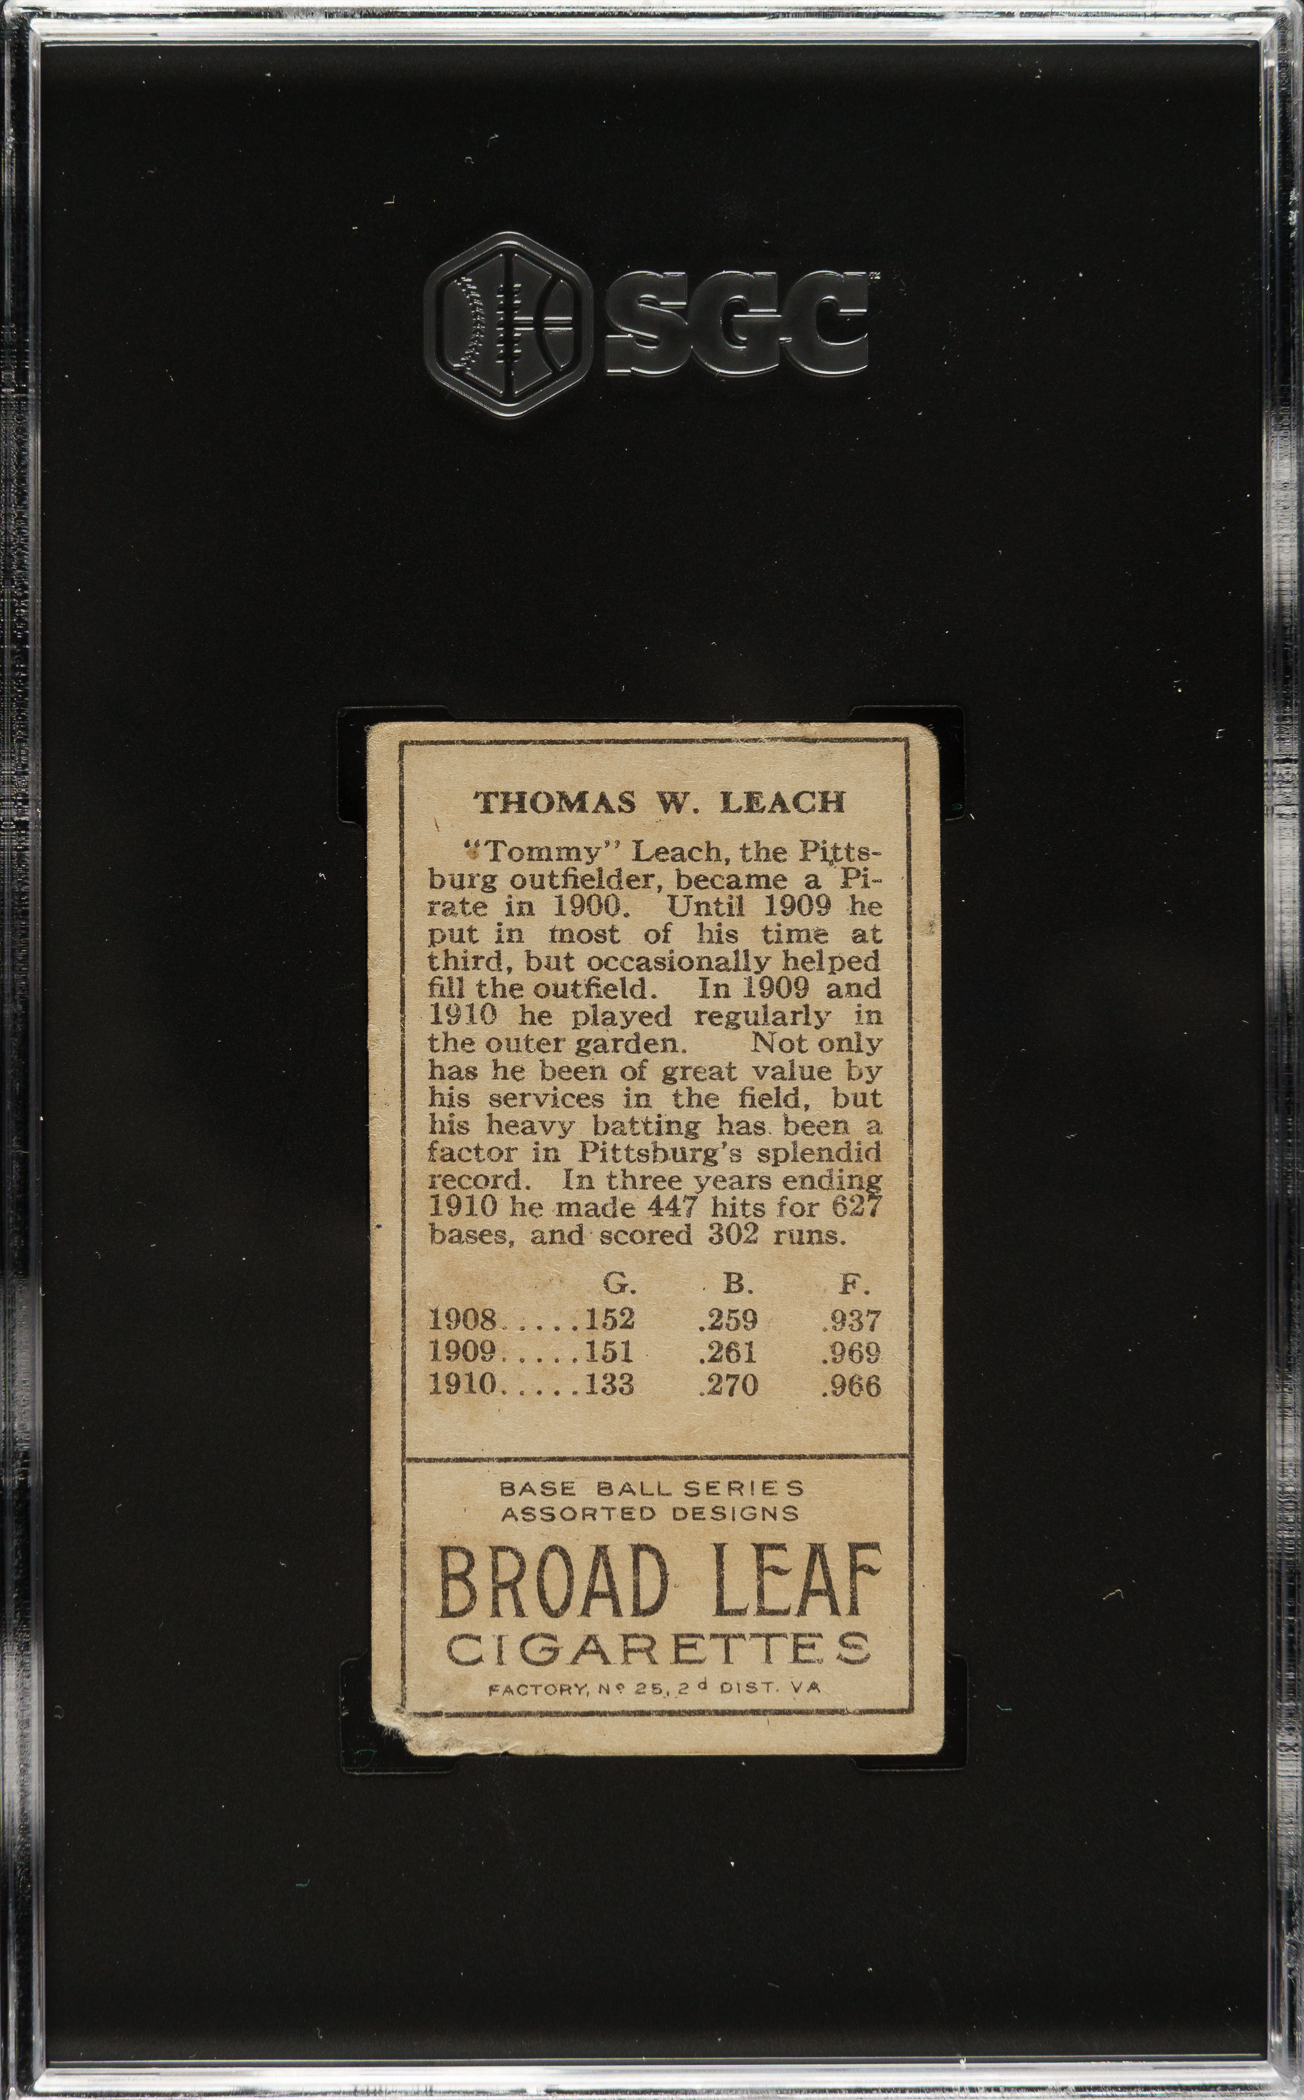 SGC™
THOMAS W. LEACH
"Tommy" Leach, the Pitts-
burg outfielder, became a Pi-
rate in 1900. Until 1909 he
put in most of his time at
third, but occasionally helped
fill the outfield. In 1909 and
1910 he played regularly in
the outer garden. Not only
has he been of great value by
his services in the field, but
his heavy batting has been a
factor in Pittsburg's splendid
record. In three years ending
1910 he made 447 hits for 627
bases, and scored 302 runs.
G. B. F.
1908.....152 .259 .937
1909.....151 .261 .969
1910.....133 .270 .966
BASE BALL SERIES
ASSORTED DESIGNS
BROAD LEAF
CIGARETTES
FACTORY, Nº 25, 2d DIST. VA